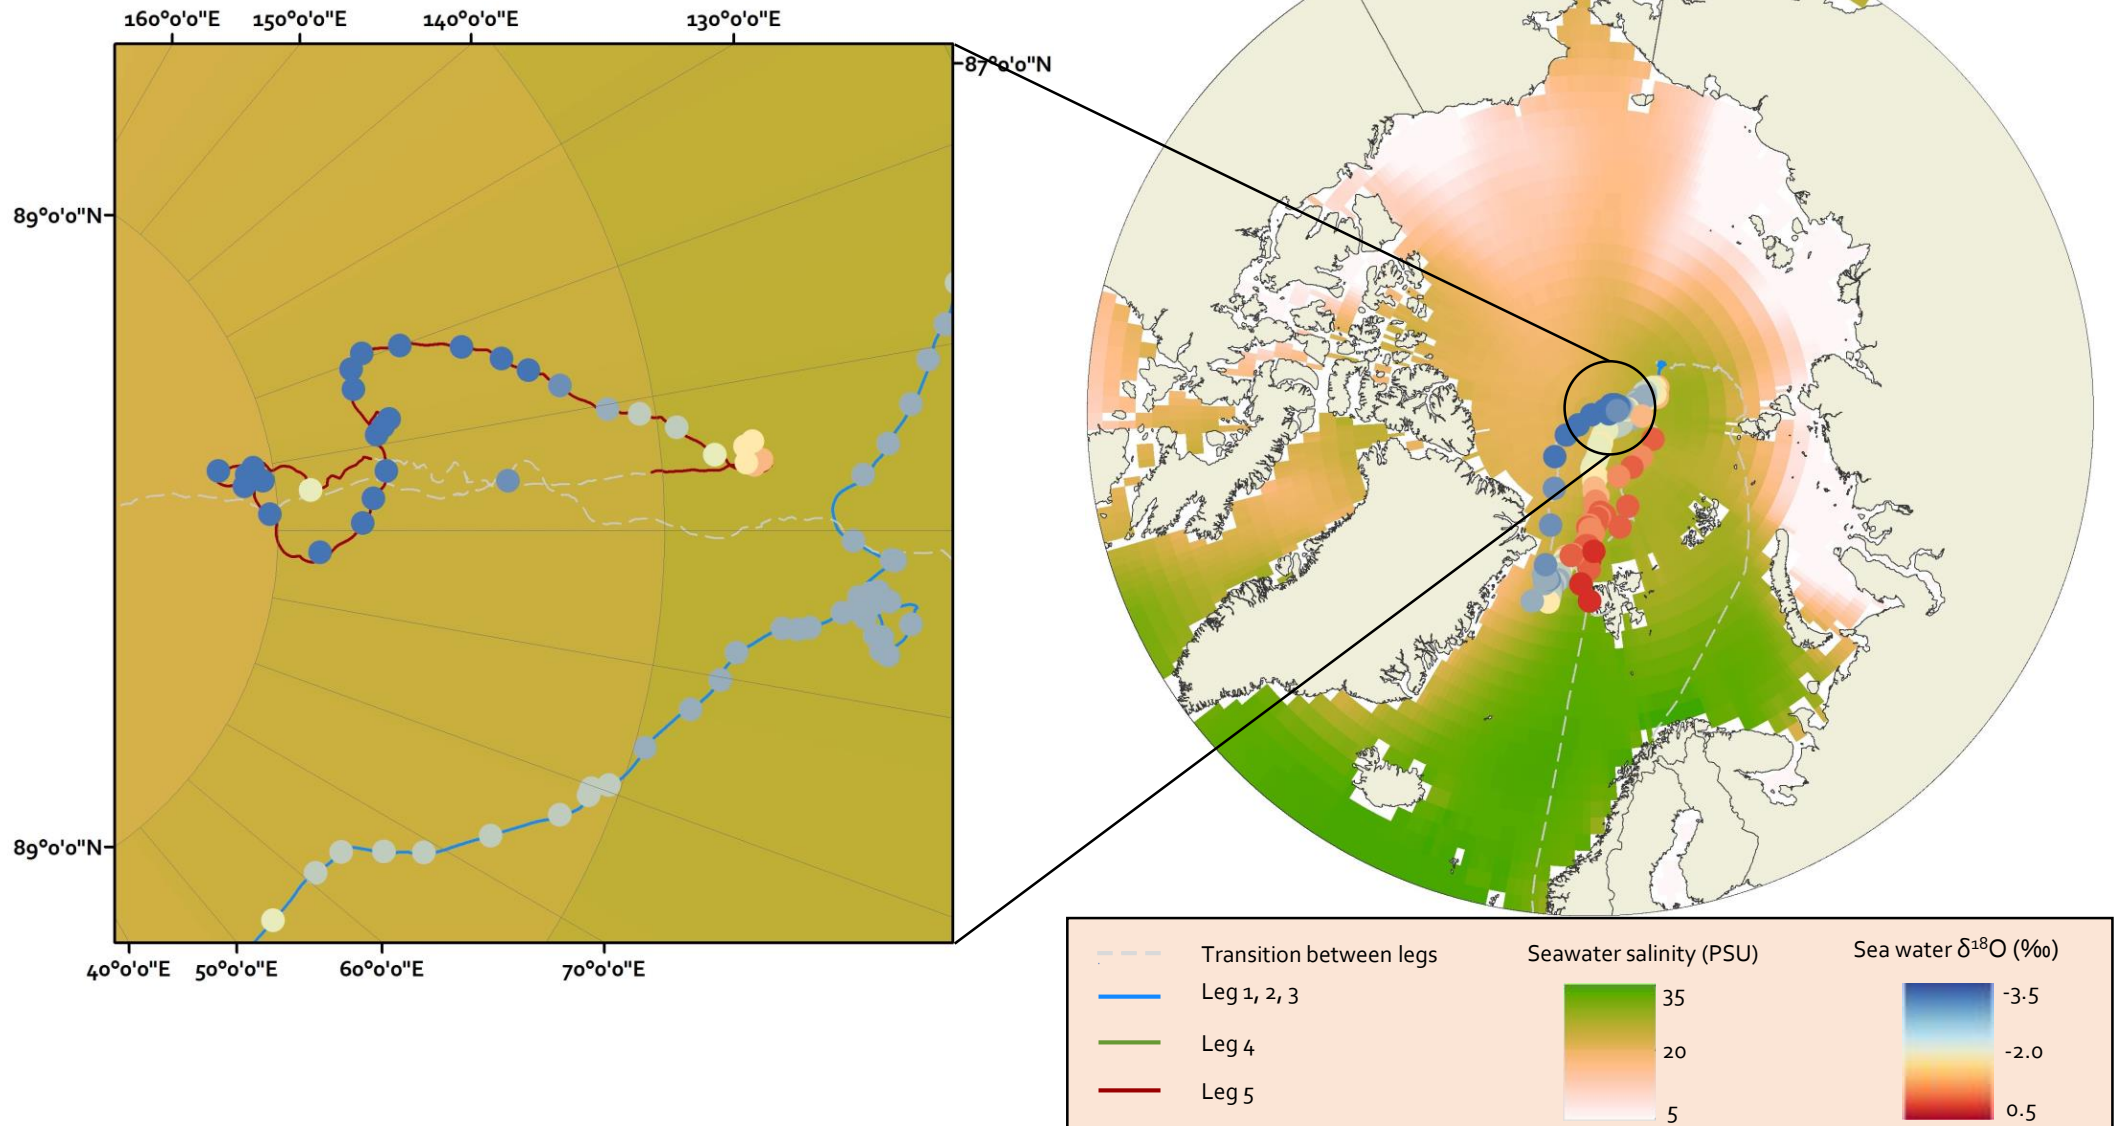 160°0'0"E 150°0'0"E 140°0'0"E 130°0'0"E
87°0'0"N
89°0'0"N
89°0'0"N
40°0'0"E 50°0'0"E 60°0'0"E 70°0'0"E
Transition between legs
Leg 1, 2, 3
Leg 4
Leg 5
Seawater salinity (PSU)
35
20
5
Sea water δ¹⁸O (‰)
-3.5
-2.0
0.5